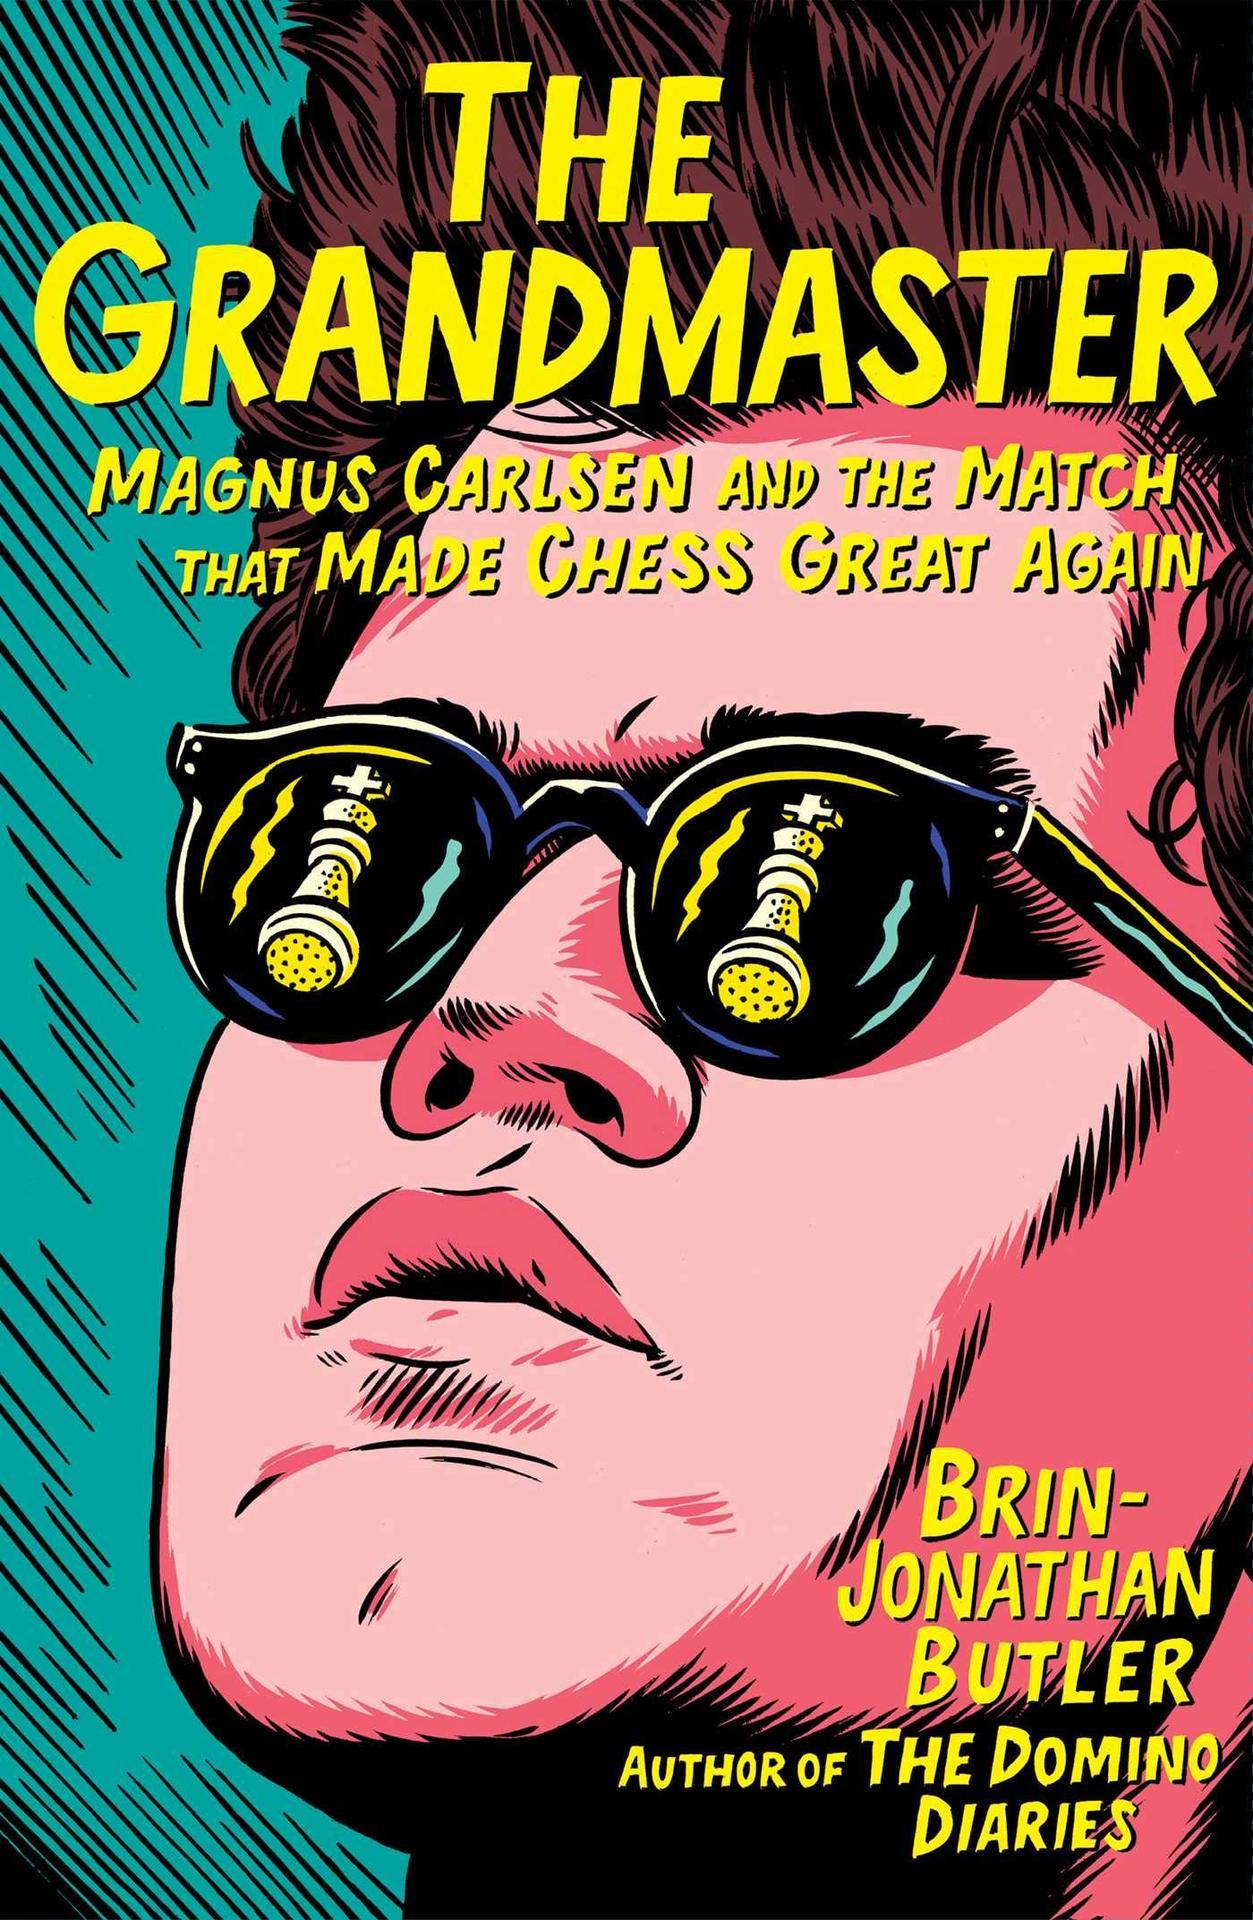 THE
GRANDMASTER
MAGNUS CARLSEN AND THE MATCH
THAT MADE CHESS GREAT AGAIN
BRIN-
JONATHAN
BUTLER
AUTHOR OF THE DOMINO
DIARIES